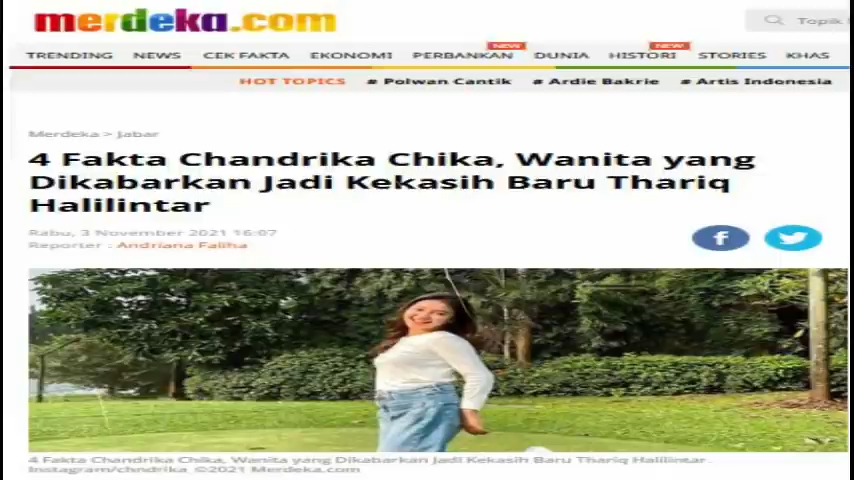 merdeka.com
Topik
TRENDING NEWS CEK FAKTA EKONOMI PERBANKAN NEW DUNIA HISTORI NEW STORIES KHAS
HOT TOPICS # Polwan Cantik # Ardie Bakrie # Artis Indonesia
Merdeka > Jabar
4 Fakta Chandrika Chika, Wanita yang
Dikabarkan Jadi Kekasih Baru Thariq
Halilintar
Rabu, 3 November 2021 16:07
Reporter : Andriana Faliha
4 Fakta Chandrika Chika, Wanita yang Dikabarkan Jadi Kekasih Baru Thariq Halilintar.
Instagram/chndrika ©2021 Merdeka.com